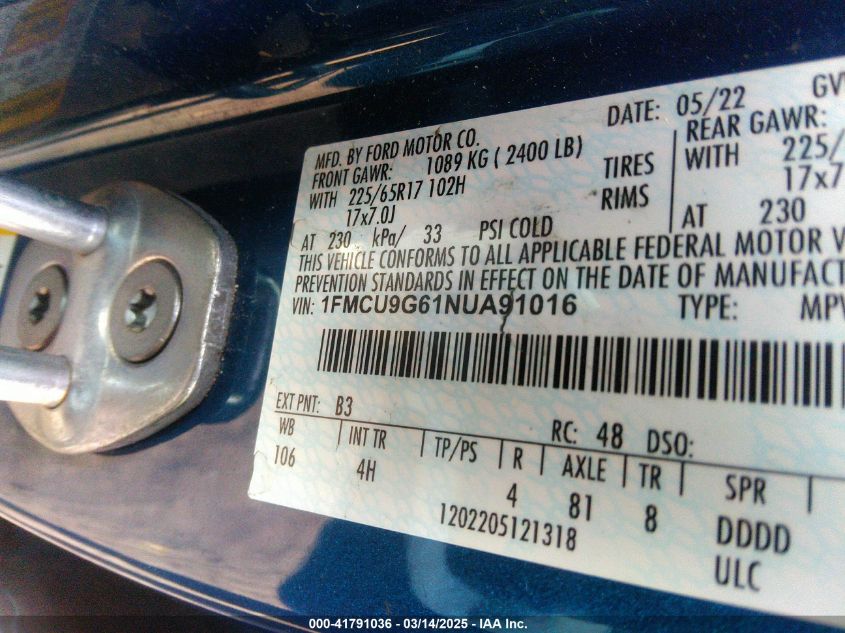 DATE: 05/22 GV
MFD. BY FORD MOTOR CO.
FRONT GAWR: 1089 KG ( 2400 LB) REAR GAWR:
WITH 225/65R17 102H TIRES WITH 225/
17x7.0J RIMS 17x7
AT 230 kPa/ 33 PSI COLD AT 230
THIS VEHICLE CONFORMS TO ALL APPLICABLE FEDERAL MOTOR V
PREVENTION STANDARDS IN EFFECT ON THE DATE OF MANUFACT
VIN: 1FMCU9G61NUA91016 TYPE: MPV
EXT PNT: B3 RC: 48 DSO:
WB INT TR TP/PS R AXLE TR SPR
106 4H 4 81 8 DDDD
1202205121318 ULC
000-41791036 - 03/14/2025 - IAA Inc.